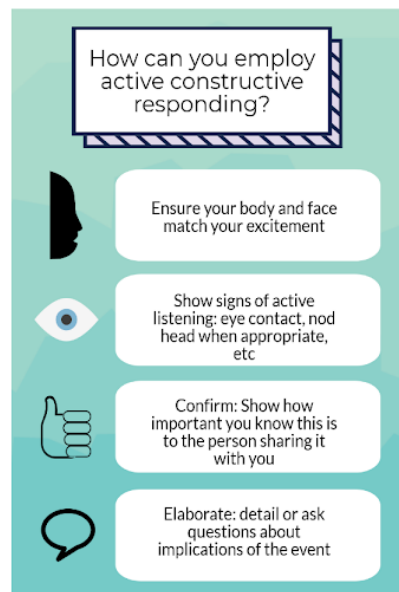 How can you employ
active constructive
responding?
Ensure your body and face
match your excitement
Show signs of active
listening: eye contact, nod
head when appropriate,
etc
Confirm: Show how
important you know this is
to the person sharing it
with you
Elaborate: detail or ask
questions about
implications of the event